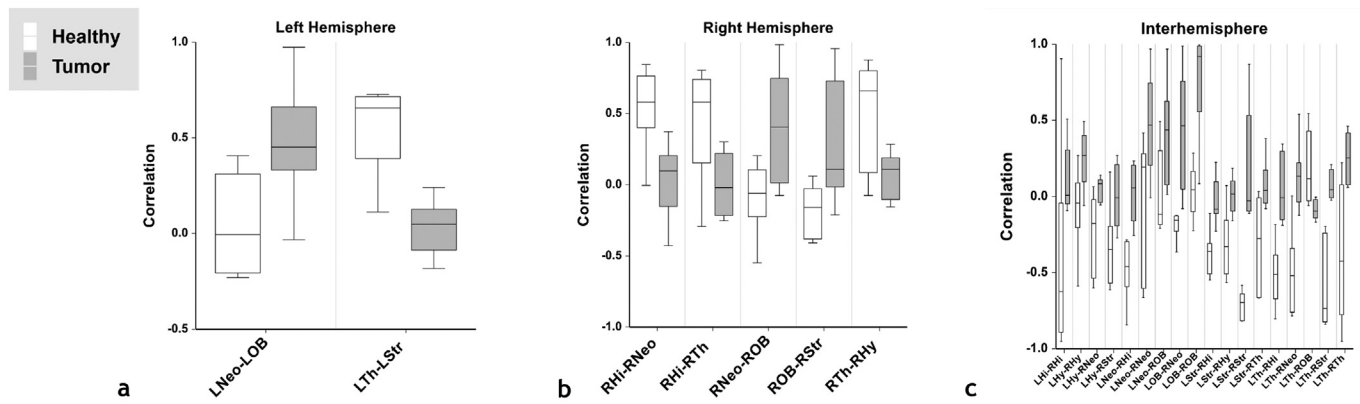 Healthy
Tumor
Left Hemisphere
1.0
0.5
0.0
-0.5
Correlation
LNeo-LOB
LTh-LStr
a
Right Hemisphere
1.0
0.5
0.0
-0.5
-1.0
Correlation
RHi-RNeo
RHi-RTh
RNeo-ROB
ROB-RStr
RTh-RHy
b
Interhemisphere
1.0
0.5
0.0
-0.5
-1.0
Correlation
LHi-RHi
LHy-RHy
LHy-RNeo
LHy-RStr
LNeo-RHi
LNeo-RNeo
LNeo-ROB
LOB-RNeo
LOB-ROB
LStr-RHi
LStr-RHy
LStr-RStr
LStr-RTh
LTh-RHi
LTh-RNeo
LTh-ROB
LTh-RStr
LTh-RTh
c